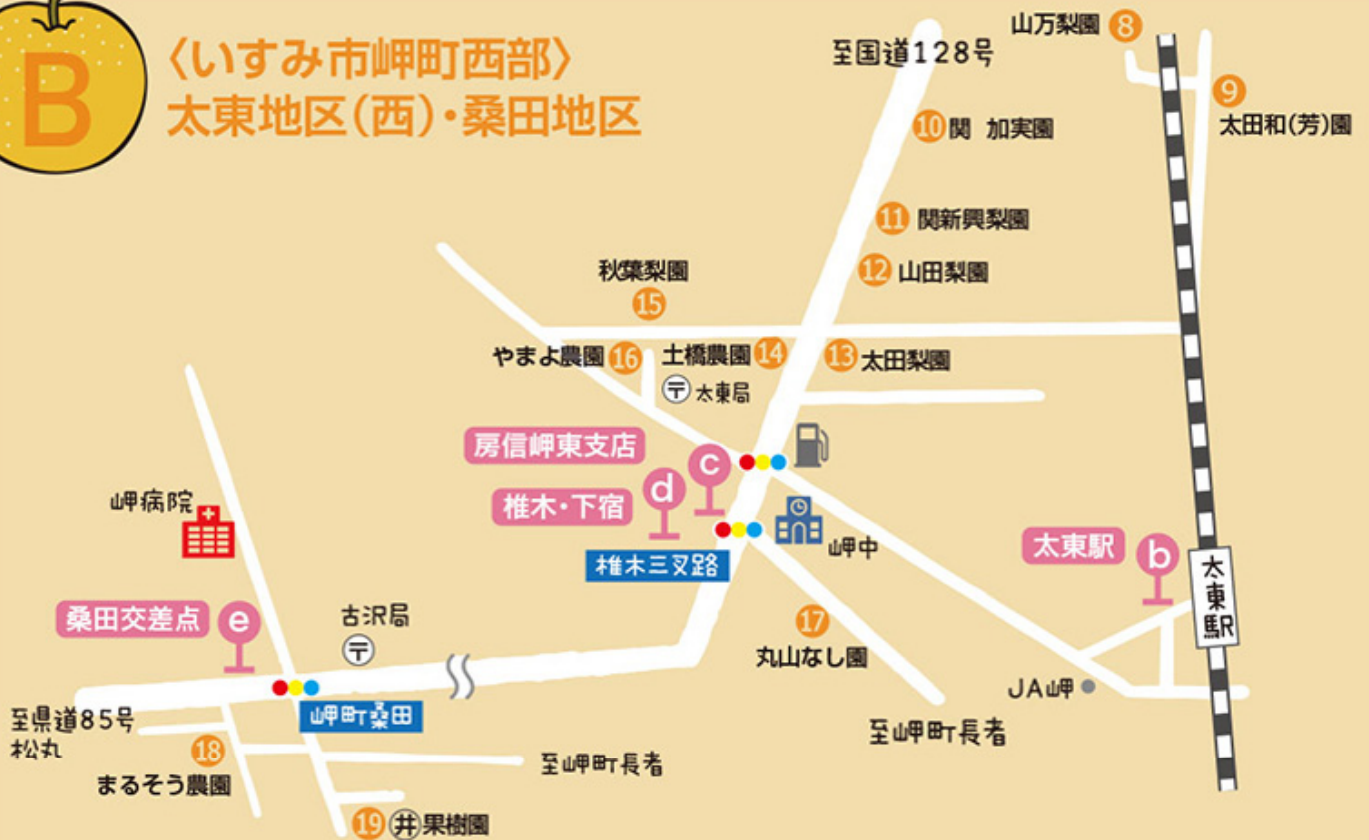 B
〈いすみ市岬町西部〉
太東地区(西)・桑田地区
至国道128号
山万梨園 8
9
太田和(芳)園
10 関 加実園
11 関新興梨園
12 山田梨園
秋葉梨園
15
やまよ農園 16
土橋農園 14
13 太田梨園
〒 太東局
房信岬東支店
c
椎木・下宿
d
椎木三叉路
岬中
太東駅
b
太東駅
岬病院
桑田交差点
e
古沢局
〒
17
丸山なし園
JA岬
岬町桑田
至県道85号
松丸
至岬町長者
18
まるそう農園
至岬町長者
19 井果樹園